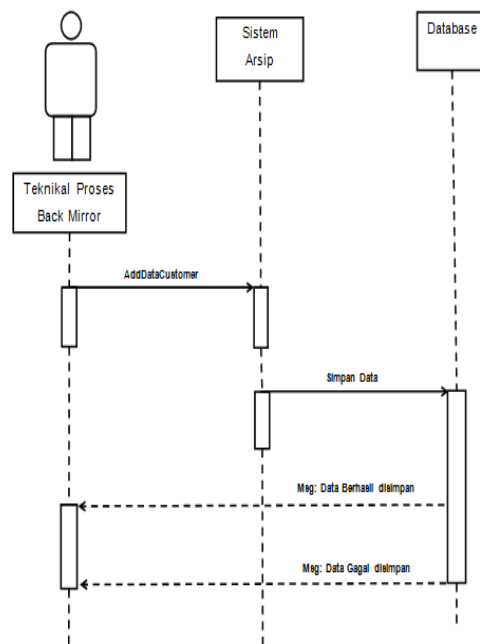 Sistem
Arsip
Database
Teknikal Proses
Back Mirror
AddDataCustomer
Simpan Data
Msg: Data Berhasil disimpan
Msg: Data Gagal disimpan